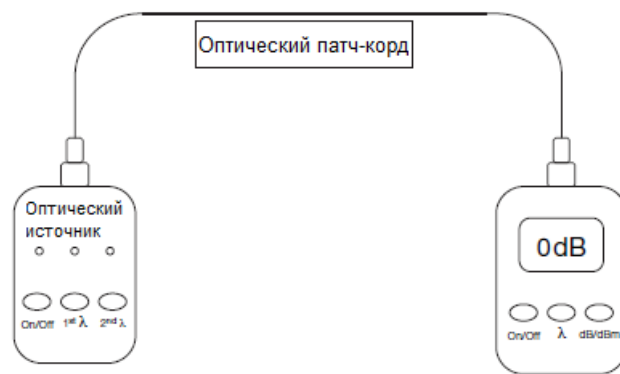 Оптический патч-корд
Оптический
источник
On/Off 1st λ 2nd λ
0dB
On/Off λ dB/dBm